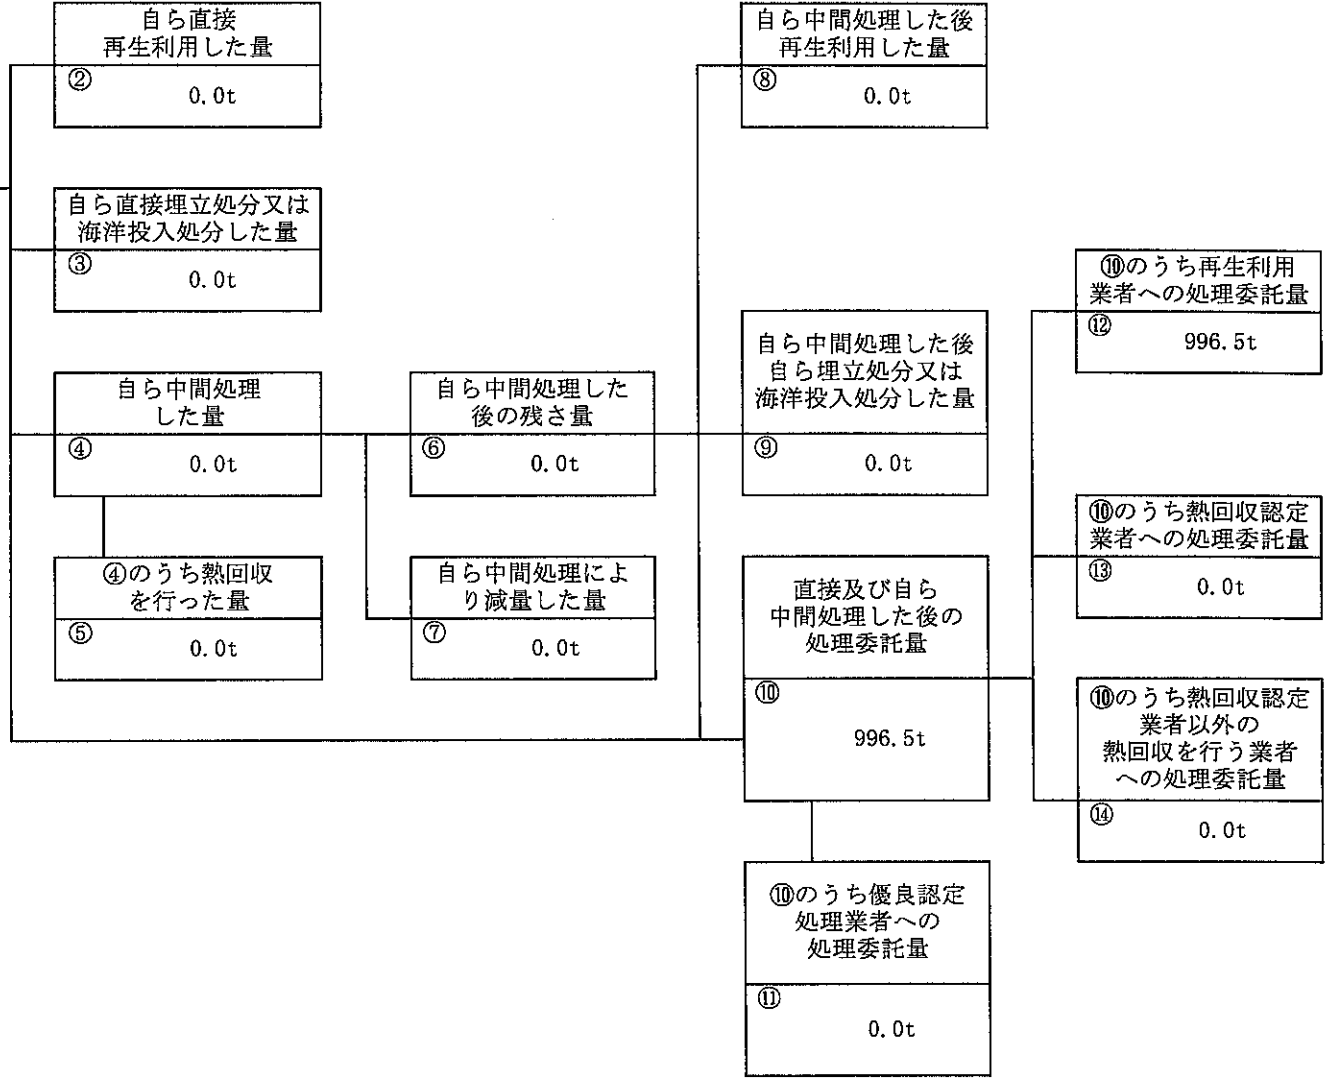 自ら直接
再生利用した量
②
0.0t
自ら直接埋立処分又は
海洋投入処分した量
③
0.0t
自ら中間処理
した量
④
0.0t
④のうち熱回収
を行った量
⑤
0.0t
自ら中間処理した
後の残さ量
⑥
0.0t
自ら中間処理によ
り減量した量
⑦
0.0t
自ら中間処理した後
再生利用した量
⑧
0.0t
自ら中間処理した後
自ら埋立処分又は
海洋投入処分した量
⑨
0.0t
直接及び自ら
中間処理した後の
処理委託量
⑩
996.5t
⑩のうち優良認定
処理業者への
処理委託量
⑪
0.0t
⑩のうち再生利用
業者への処理委託量
⑫
996.5t
⑩のうち熱回収認定
業者への処理委託量
⑬
0.0t
⑩のうち熱回収認定
業者以外の
熱回収を行う業者
への処理委託量
⑭
0.0t